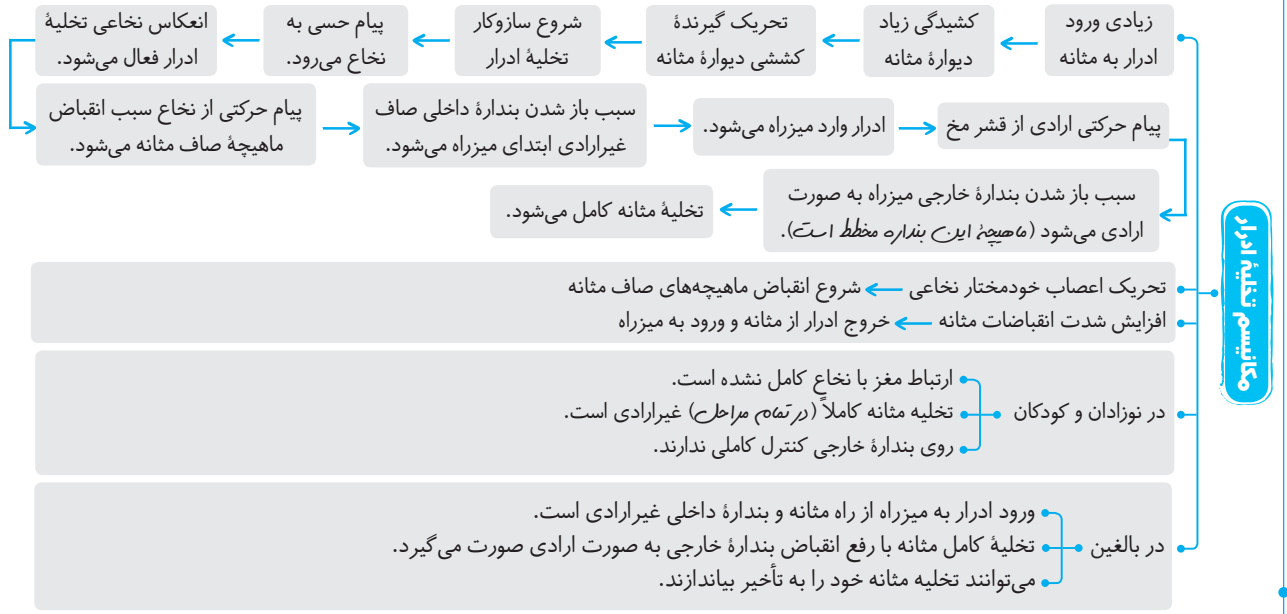 مکانیسم تخلیهٔ ادرار
زیادی ورود
ادرار به مثانه
کشیدگی زیاد
دیوارهٔ مثانه
تحریک گیرندهٔ
کششی دیوارهٔ مثانه
شروع سازوکار
تخلیهٔ ادرار
پیام حسی به
نخاع می‌رود.
انعکاس نخاعی تخلیهٔ
ادرار فعال می‌شود.
پیام حرکتی از نخاع سبب انقباض
ماهیچهٔ صاف مثانه می‌شود.
سبب باز شدن بندارهٔ داخلی صاف
غیرارادی ابتدای میزراه می‌شود.
ادرار وارد میزراه می‌شود.
پیام حرکتی ارادی از قشر مخ
سبب باز شدن بندارهٔ خارجی میزراه به صورت
ارادی می‌شود (ماهیچهٔ این بنداره مخطط است).
تخلیهٔ مثانه کامل می‌شود.
تحریک اعصاب خودمختار نخاعی ← شروع انقباض ماهیچه‌های صاف مثانه
افزایش شدت انقباضات مثانه ← خروج ادرار از مثانه و ورود به میزراه
در نوزادان و کودکان
ارتباط مغز با نخاع کامل نشده است.
تخلیه مثانه کاملاً (در تمام مراحل) غیرارادی است.
روی بندارهٔ خارجی کنترل کاملی ندارند.
در بالغین
ورود ادرار به میزراه از راه مثانه و بندارهٔ داخلی غیرارادی است.
تخلیهٔ کامل مثانه با رفع انقباض بندارهٔ خارجی به صورت ارادی صورت می‌گیرد.
می‌توانند تخلیه مثانه خود را به تأخیر بیاندازند.